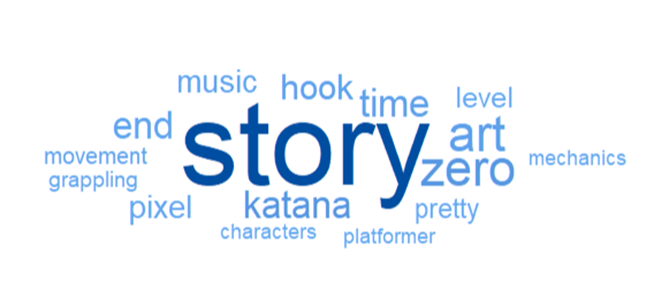 music hook time level
end story art
movement zero mechanics
grappling
pixel katana pretty
characters platformer